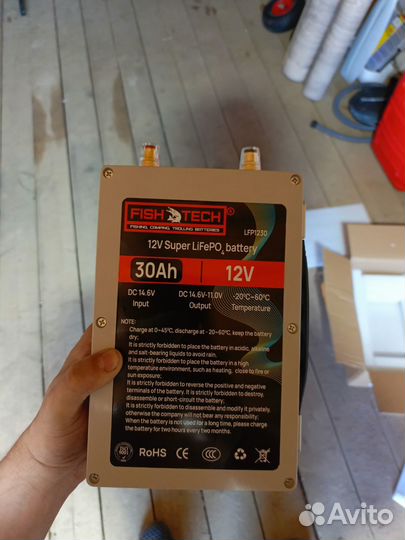 FISH TECH®
FISHING, CAMPING, TROLLING BATTERIES
LFP1230
12V Super LiFePO4 battery
30Ah 12V
DC 14.6V DC 14.6V-11.0V -20°C~60°C
Input Output Temperature
NOTE:
Charge at 0~45°C, discharge at - 20~60°C, keep the battery
dry;
It is strictly forbidden to place the battery in acidic, alkaline
and salt-bearing liquids to avoid rain.
It is strictly forbidden to place the battery in a high
temperature environment, such as heating, close to fire or
sun exposure;
It is strictly forbidden to reverse the positive and negative
terminals of the battery. It is strictly forbidden to destroy,
disassemble or short-circuit the battery.
It is strictly forbidden to disassemble and modify it privately,
otherwise the company will not bear any responsibility;
When the battery is not used for a long time, please charge
the battery for two hours every two months.
RoHS CE CCC
Avito